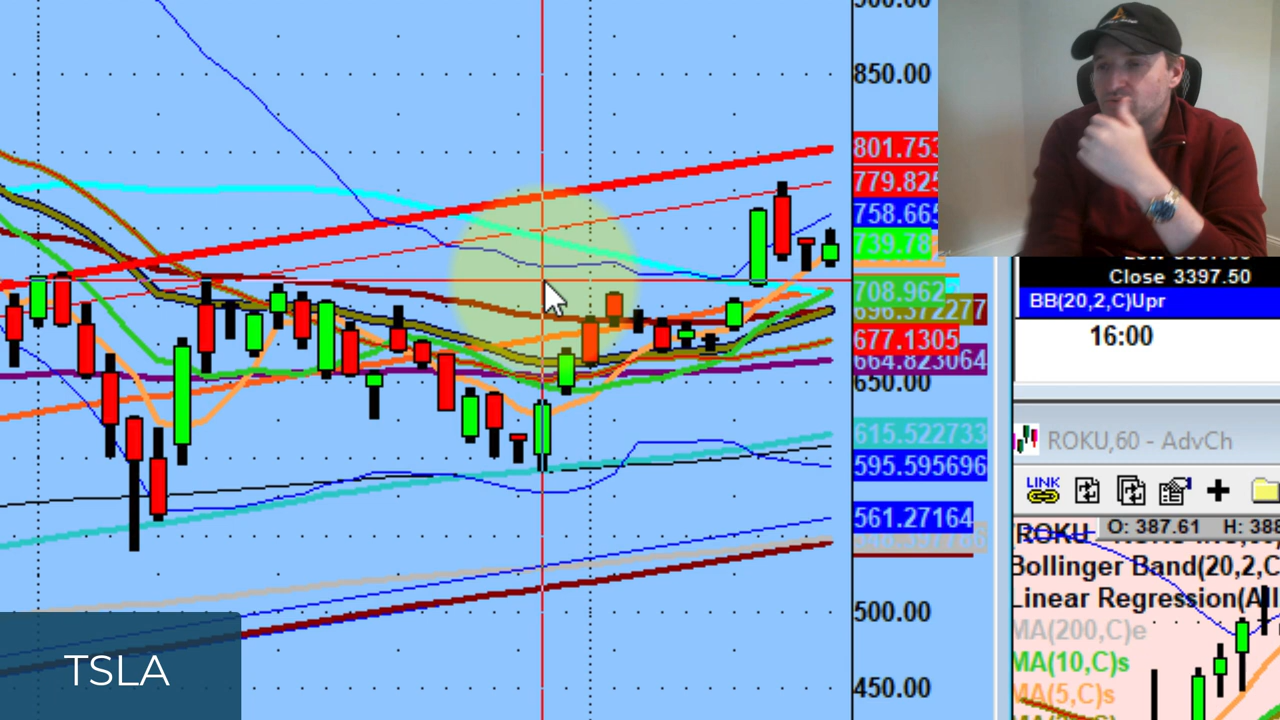 850.00
801.753
779.825
758.665
739.78
708.962
677.1305
664.823064
650.00
615.522733
595.595696
561.27164
500.00
450.00
TSLA
Close 3397.50
BB(20,2,C)Upr
16:00
ROKU,60 - AdvCh
LINK
O: 387.61 H: 388
ROKU
Bollinger Band(20,2,C
Linear Regression(All
MA(200,C)e
MA(10,C)s
MA(5,C)s